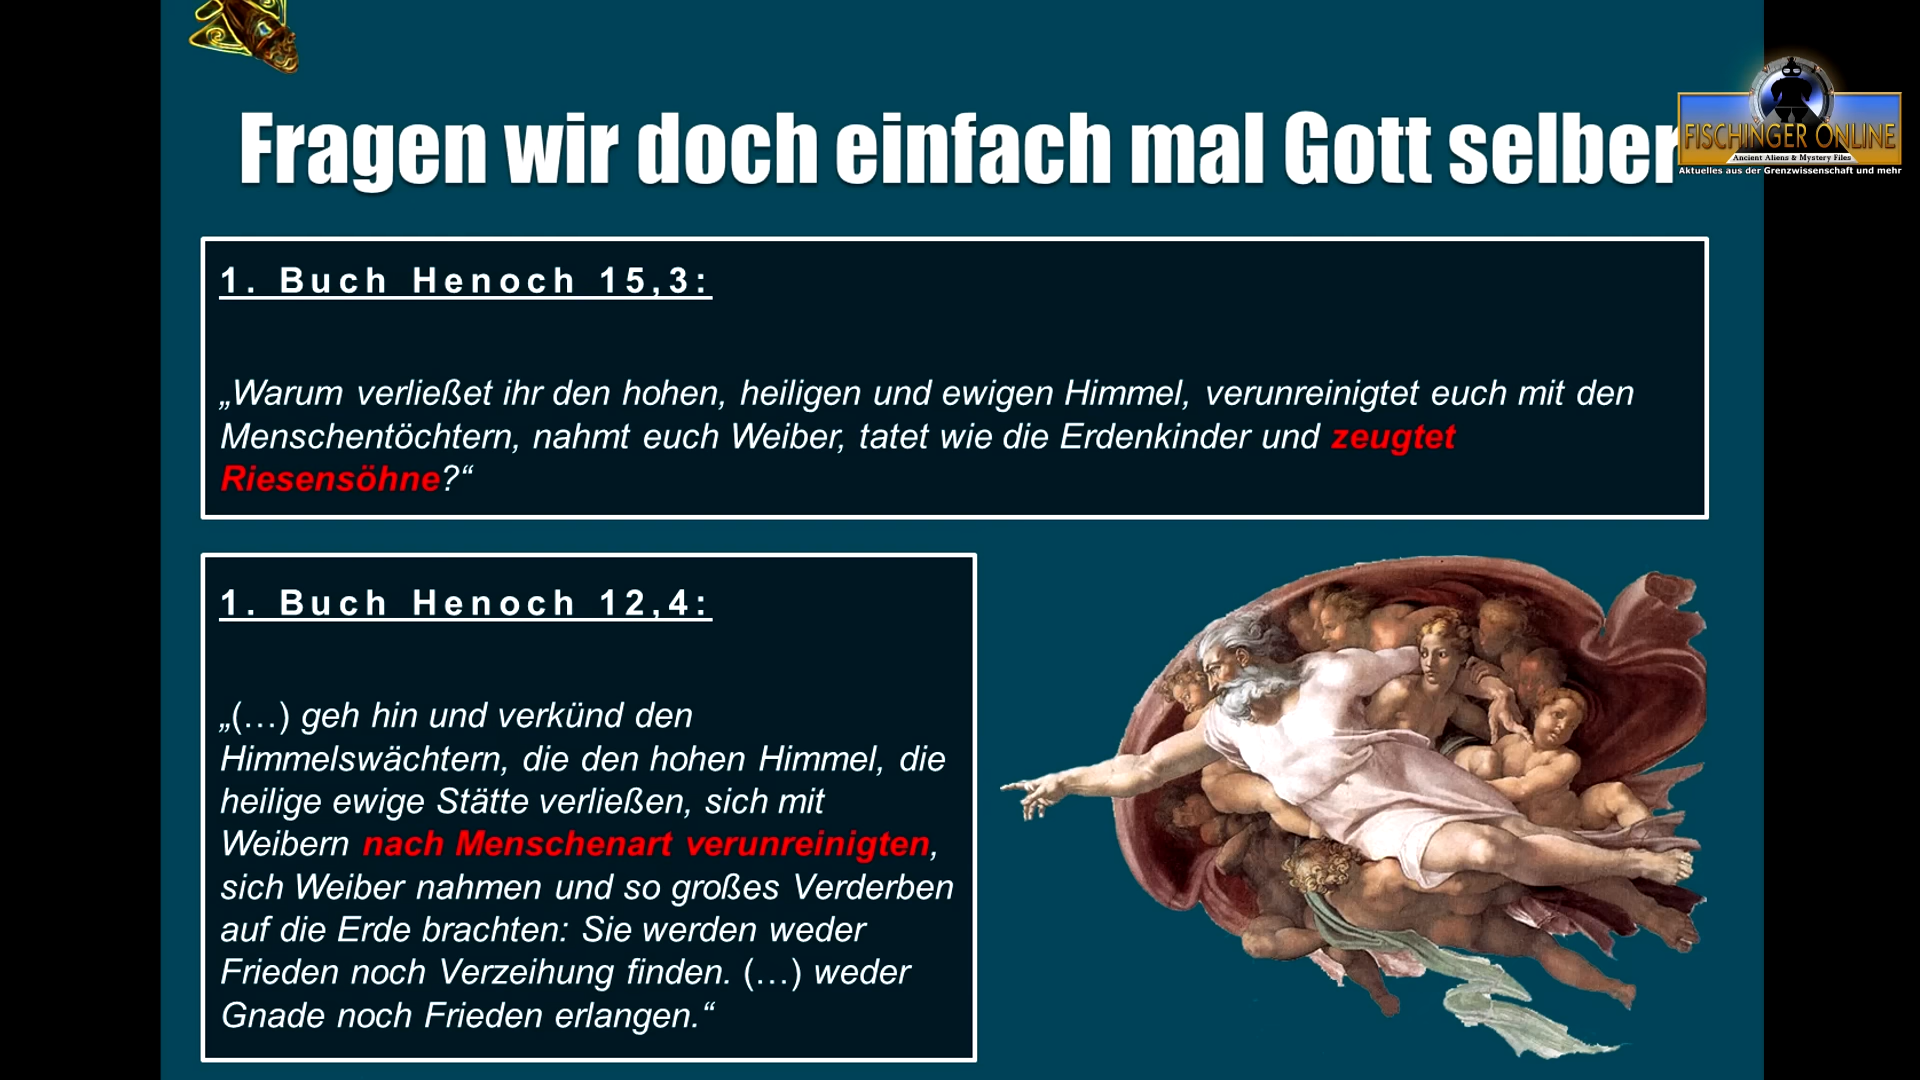 Fragen wir doch einfach mal Gott selber
FISCHINGER ONLINE
Ancient Aliens & Mystery Files
Aktuelles aus der Grenzwissenschaft und mehr
1. Buch Henoch 15,3:
„Warum verließet ihr den hohen, heiligen und ewigen Himmel, verunreinigtet euch mit den
Menschentöchtern, nahmt euch Weiber, tatet wie die Erdenkinder und zeugtet
Riesensöhne?“
1. Buch Henoch 12,4:
„(…) geh hin und verkünd den
Himmelswächtern, die den hohen Himmel, die
heilige ewige Stätte verließen, sich mit
Weibern nach Menschenart verunreinigten,
sich Weiber nahmen und so großes Verderben
auf die Erde brachten: Sie werden weder
Frieden noch Verzeihung finden. (…) weder
Gnade noch Frieden erlangen.“